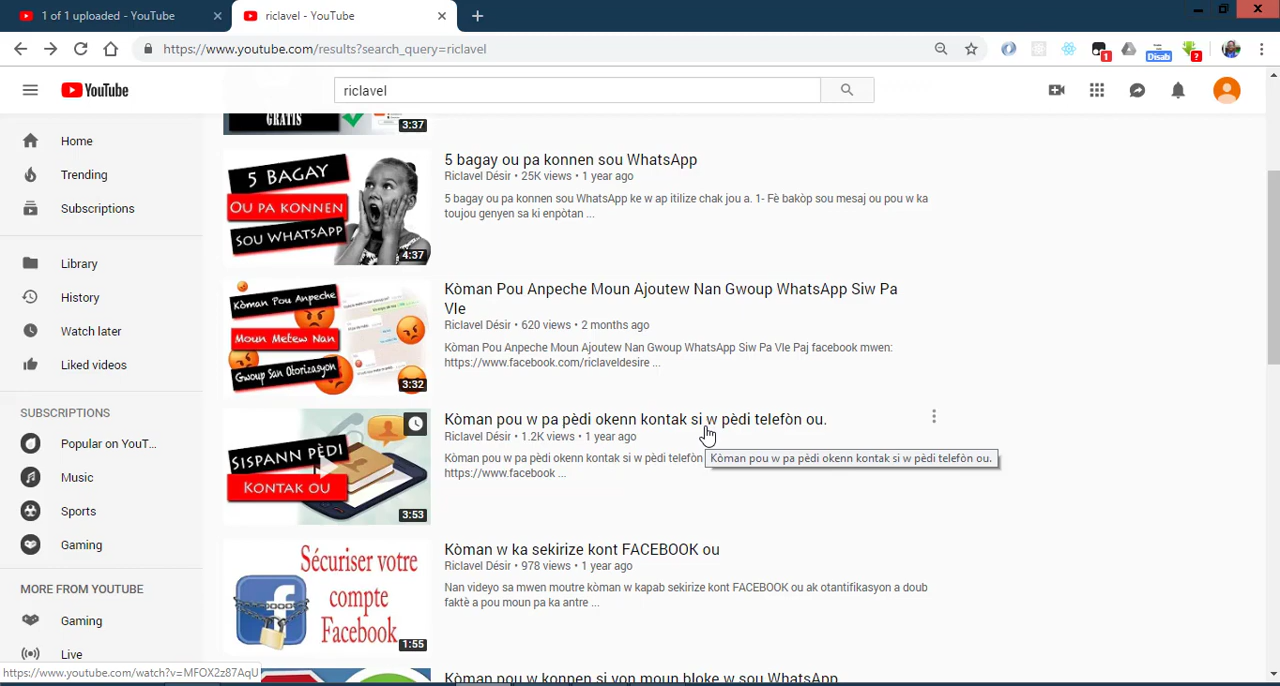 1 of 1 uploaded - YouTube
riclavel - YouTube
https://www.youtube.com/results?search_query=riclavel
1
Disab
?
YouTube
riclavel
Home
Trending
Subscriptions
Library
History
Watch later
Liked videos
SUBSCRIPTIONS
Popular on YouT...
Music
Sports
Gaming
MORE FROM YOUTUBE
Gaming
Live
GRATIS
3:37
5 BAGAY
OU PA KONNEN
SOU WHATSAPP
4:37
5 bagay ou pa konnen sou WhatsApp
Riclavel Désir • 25K views • 1 year ago
5 bagay ou pa konnen sou WhatsApp ke w ap itilize chak jou a. 1- Fè bakòp sou mesaj ou pou w ka
toujou genyen sa ki enpòtan ...
Kòman Pou Anpeche
Moun Metew Nan
Gwoup San Otorizasyon
3:32
Kòman Pou Anpeche Moun Ajoutew Nan Gwoup WhatsApp Siw Pa
Vle
Riclavel Désir • 620 views • 2 months ago
Kòman Pou Anpeche Moun Ajoutew Nan Gwoup WhatsApp Siw Pa Vle Paj facebook mwen:
https://www.facebook.com/riclaveldesire ...
SISPANN PÈDI
KONTAK OU
3:53
Kòman pou w pa pèdi okenn kontak si w pèdi telefòn ou.
Riclavel Désir • 1.2K views • 1 year ago
Kòman pou w pa pèdi okenn kontak si w pèdi telefòn
https://www.facebook ...
Kòman pou w pa pèdi okenn kontak si w pèdi telefòn ou.
Sécuriser votre
compte
Facebook
1:55
Kòman w ka sekirize kont FACEBOOK ou
Riclavel Désir • 978 views • 1 year ago
Nan videyo sa mwen moutre kòman w kapab sekirize kont FACEBOOK ou ak otantifikasyon a doub
faktè a pou moun pa ka antre ...
Kòman pou w konnen si yon moun bloke w sou WhatsApp
https://www.youtube.com/watch?v=MFOX2z87AqU